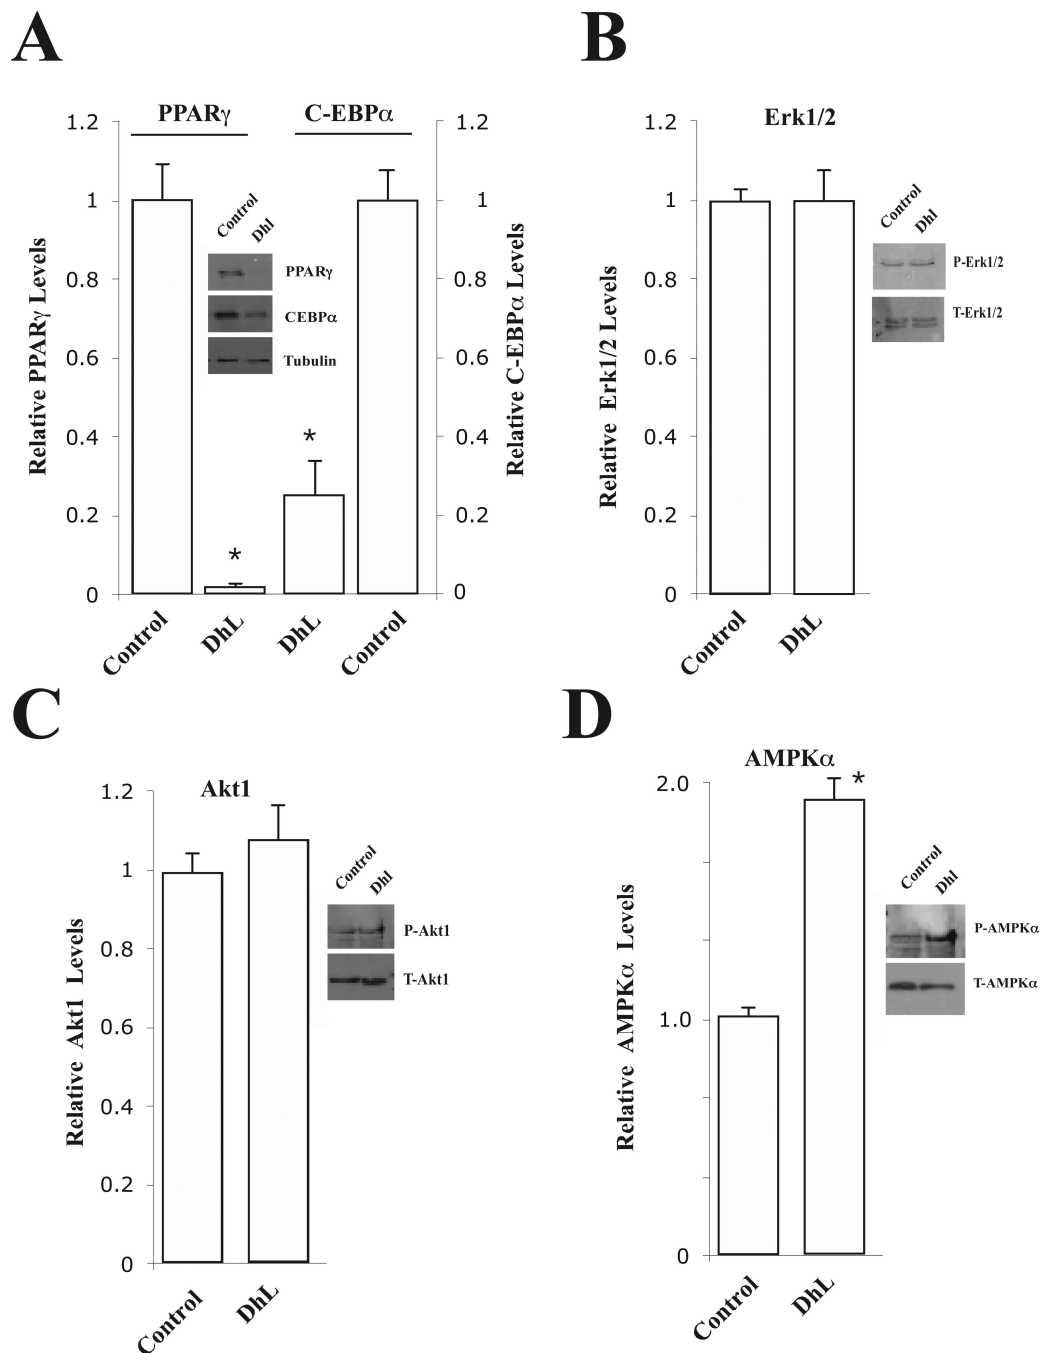 A
PPARγ
C-EBPα
Relative PPARγ Levels
1.2
1
0.8
0.6
0.4
0.2
0
Control
Dhl
PPARγ
CEBPα
Tubulin
*
*
1.2
1
0.8
0.6
0.4
0.2
0
Relative C-EBPα Levels
Control
DhL
DhL
Control
B
Erk1/2
Relative Erk1/2 Levels
1.2
1
0.8
0.6
0.4
0.2
0
Control
Dhl
P-Erk1/2
T-Erk1/2
Control
DhL
C
Akt1
Relative Akt1 Levels
1.2
1
0.8
0.6
0.4
0.2
0
Control
Dhl
P-Akt1
T-Akt1
Control
DhL
D
AMPKα
Relative AMPKα Levels
2.0
1.0
0
*
Control
Dhl
P-AMPKα
T-AMPKα
Control
DhL